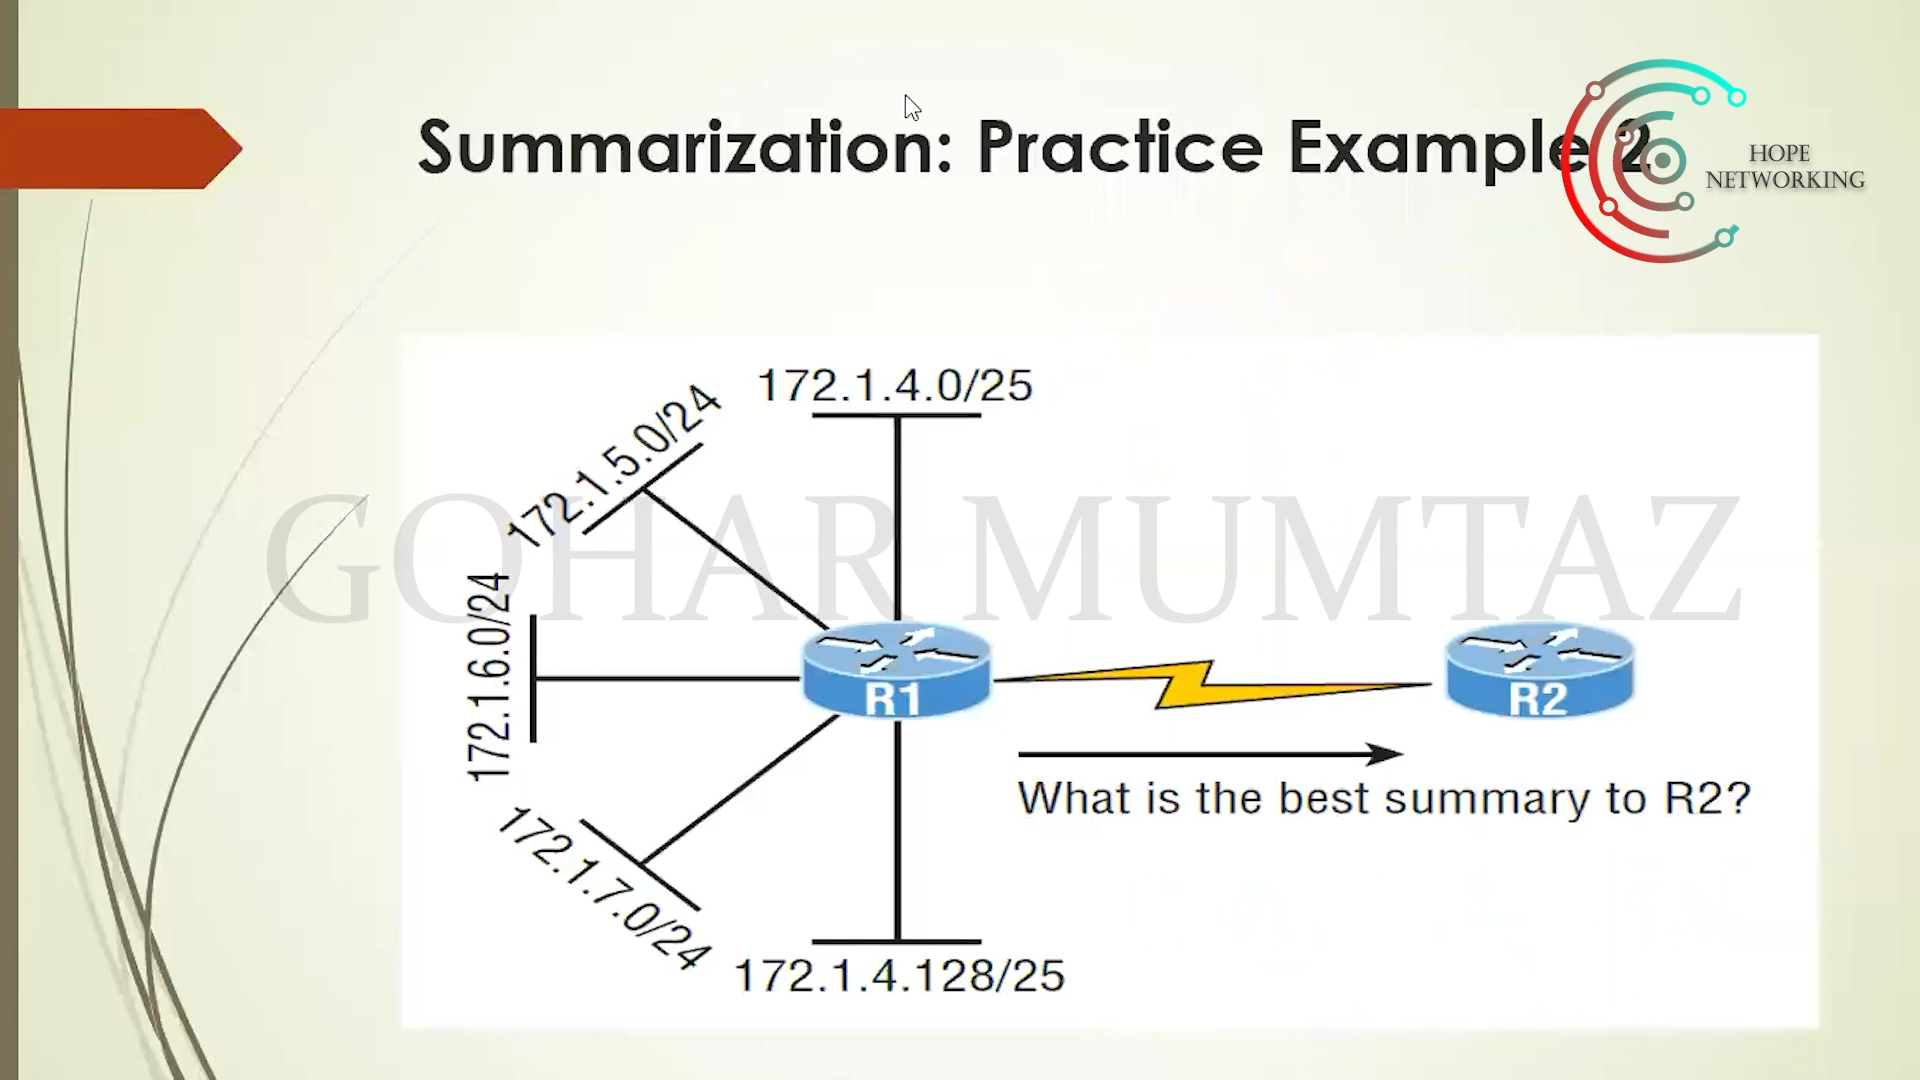 Summarization: Practice Example 2
HOPE
NETWORKING
172.1.4.0/25
172.1.5.0/24
GOHAR MUMTAZ
172.1.6.0/24
R1
R2
What is the best summary to R2?
172.1.7.0/24
172.1.4.128/25